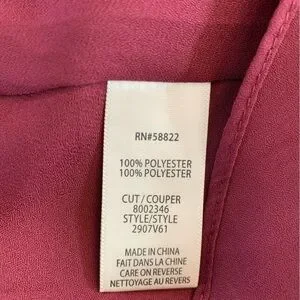 RN#58822
100% POLYESTER
100% POLYESTER
CUT / COUPER
8002346
STYLE/STYLE
2907V61
MADE IN CHINA
FAIT DANS LA CHINE
CARE ON REVERSE
NETTOYAGE AU REVERS